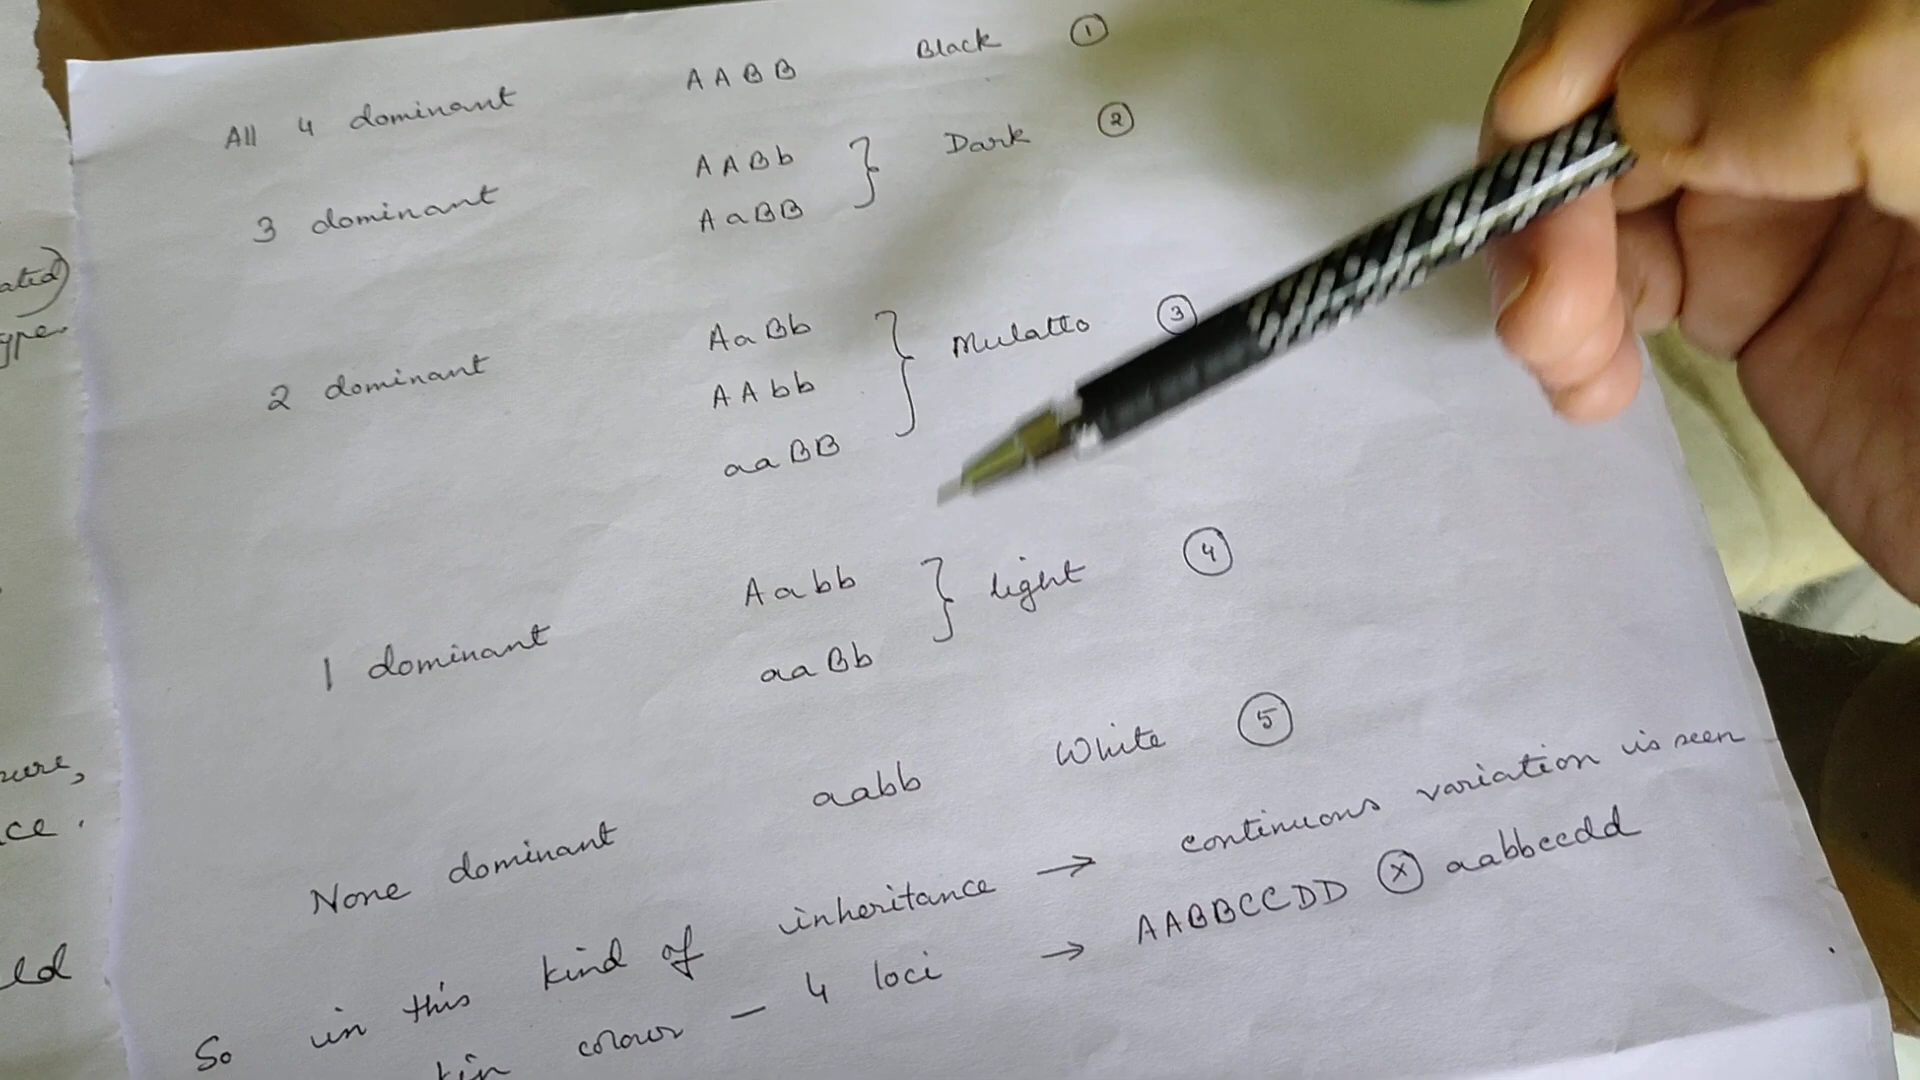 All 4 dominant AABB Black ①
3 dominant AABb } Dark ②
AaBB
2 dominant AaBb } Mulatto ③
AAbb
aaBB
1 dominant Aabb } light ④
aaBb
None dominant aabb White ⑤
So in this kind of inheritance → continuous variation is seen
colour – 4 loci → AABBCCDD Ⓧ aabbccdd